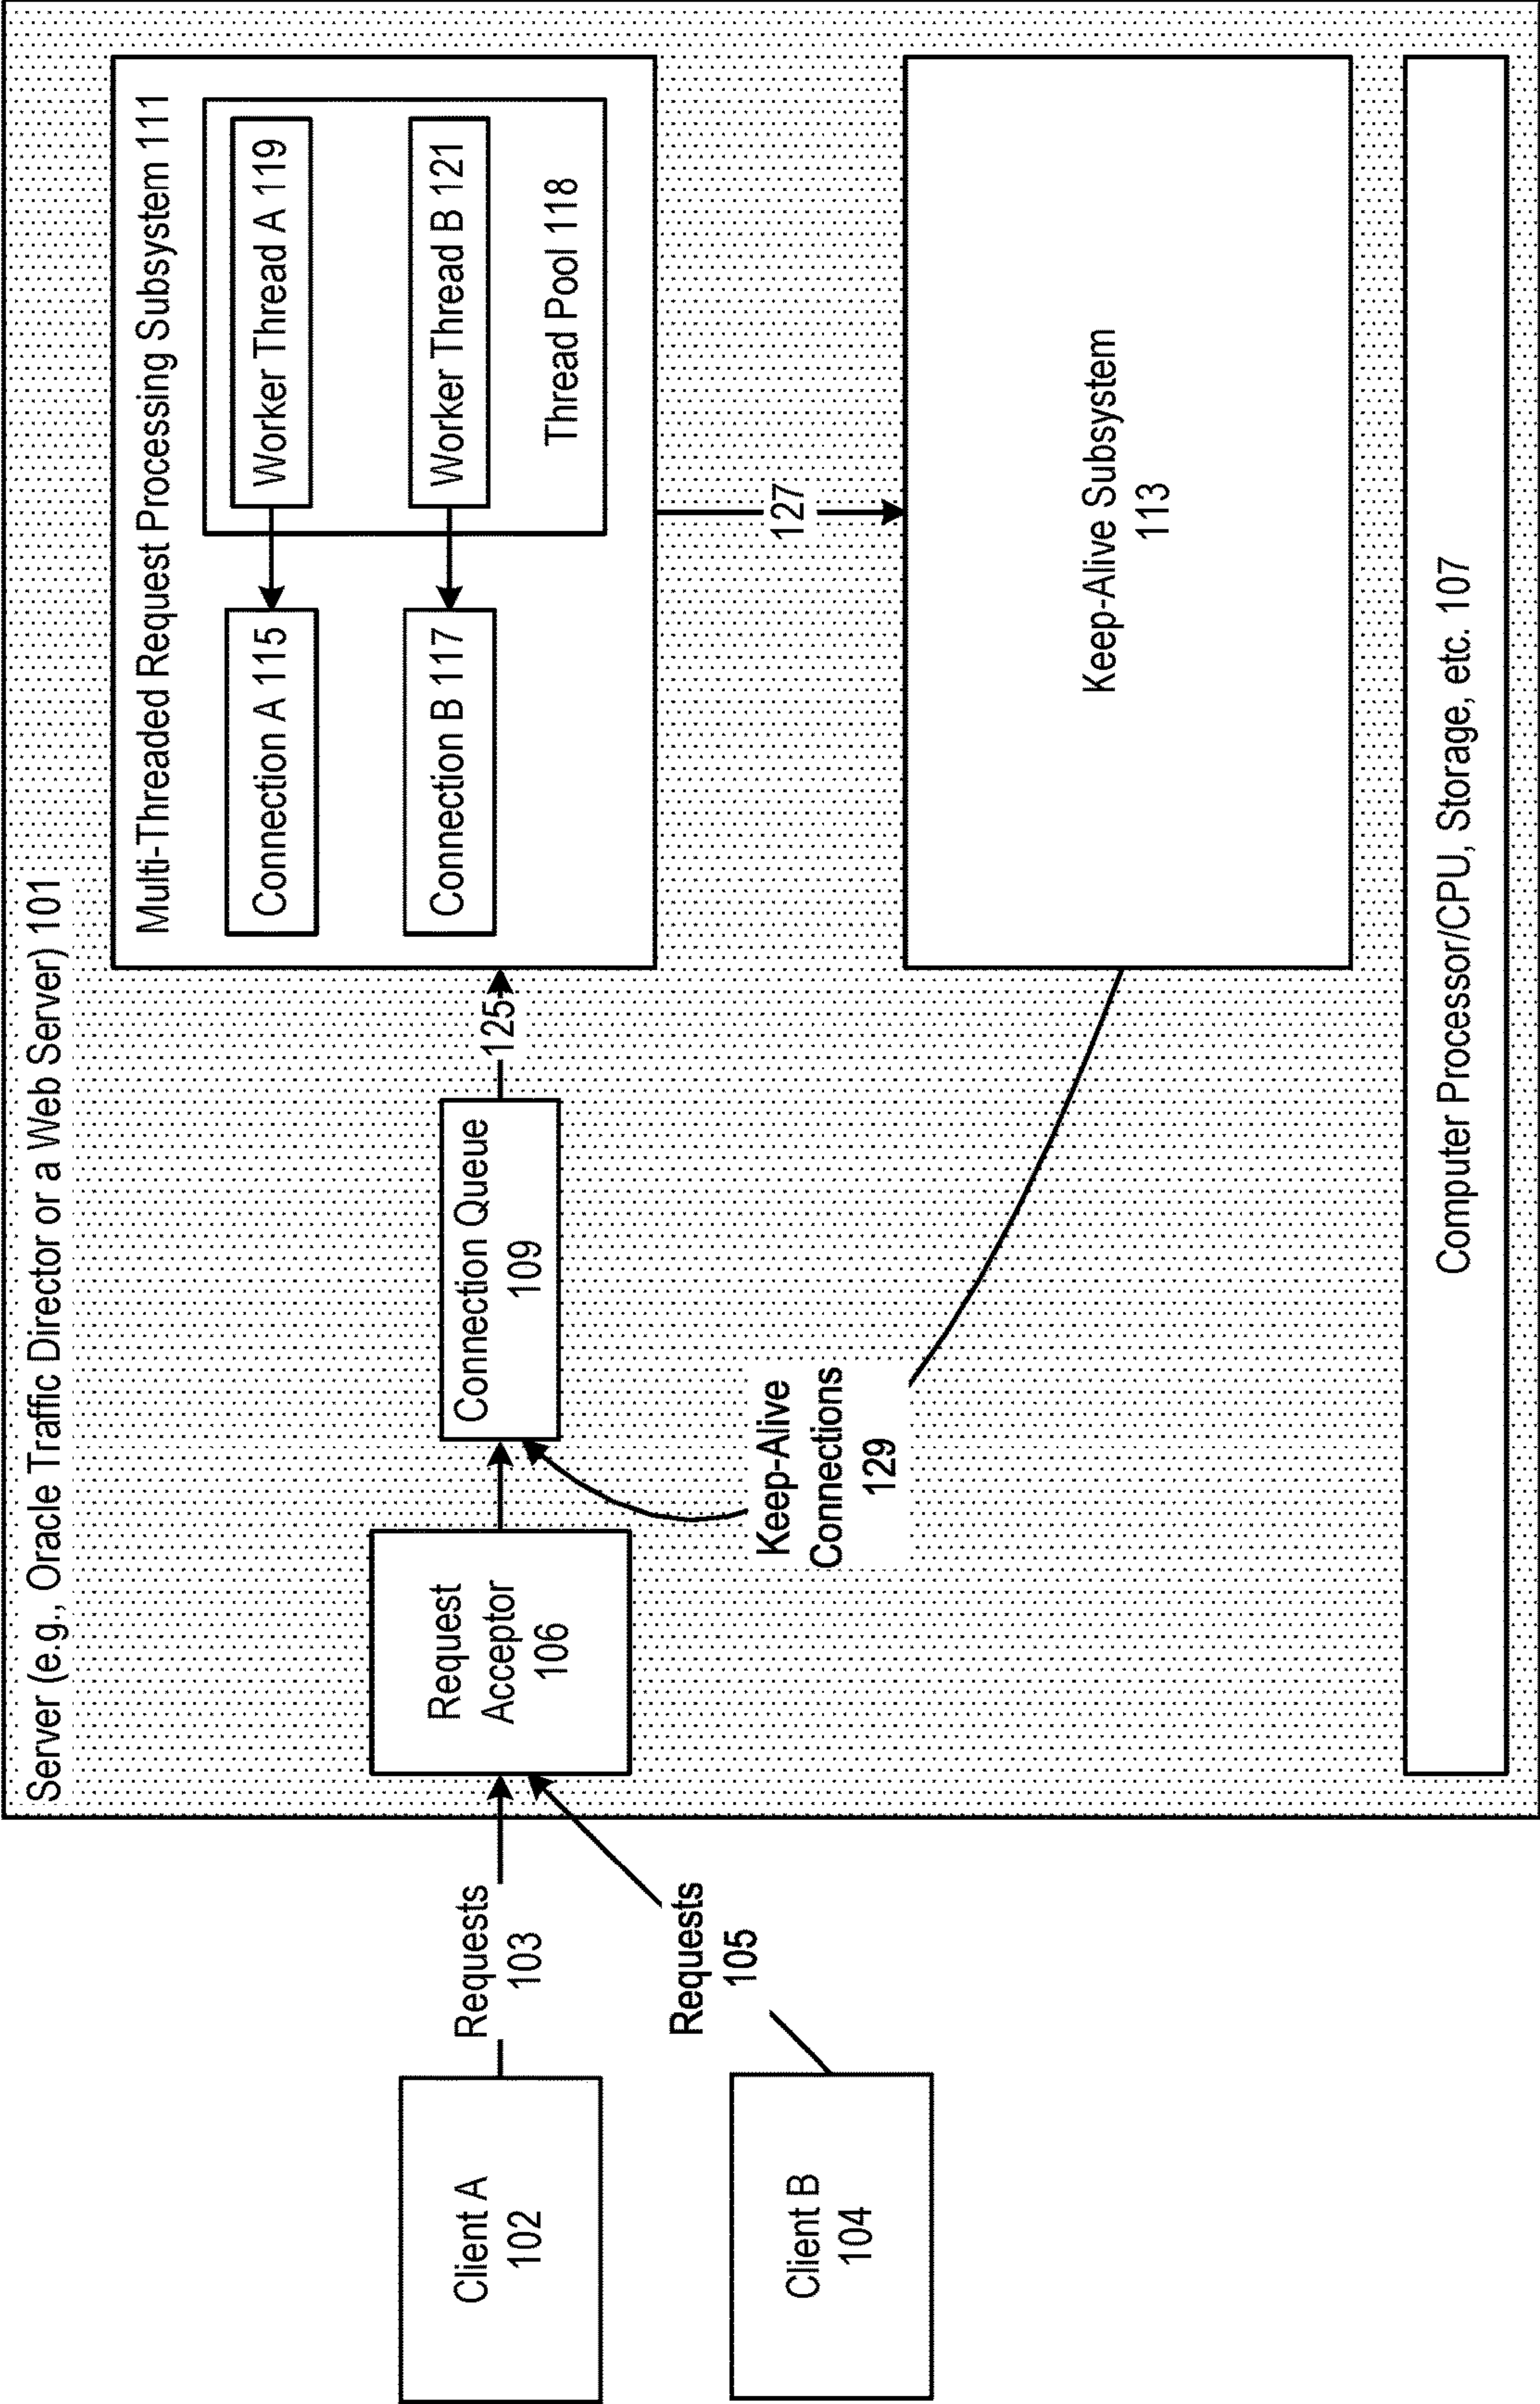 Server (e.g., Oracle Traffic Director or a Web Server) 101
Client A
102
Requests
103
Client B
104
Requests
105
Request
Acceptor
106
Connection Queue
109
125
Keep-Alive
Connections
129
Multi-Threaded Request Processing Subsystem 111
Connection A 115
Worker Thread A 119
Connection B 117
Worker Thread B 121
Thread Pool 118
127
Keep-Alive Subsystem
113
Computer Processor/CPU, Storage, etc. 107